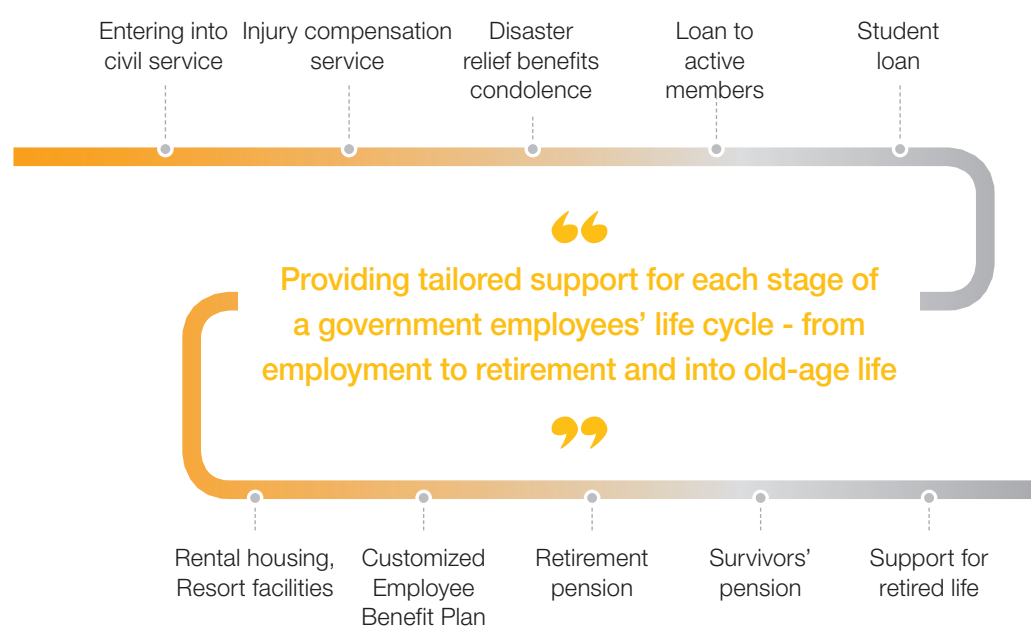 Entering into
civil service
Injury compensation
service
Disaster
relief benefits
condolence
Loan to
active
members
Student
loan
“
Providing tailored support for each stage of
a government employees’ life cycle - from
employment to retirement and into old-age life
”
Rental housing,
Resort facilities
Customized
Employee
Benefit Plan
Retirement
pension
Survivors’
pension
Support for
retired life